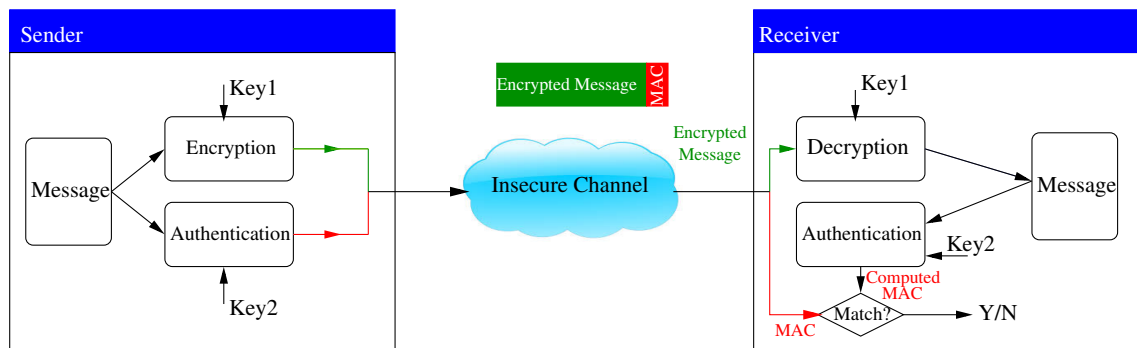 Sender
Key1
Encryption
Message
Authentication
Key2
Encrypted Message
MAC
Insecure Channel
Encrypted
Message
Receiver
Key1
Decryption
Message
Authentication
Key2
Computed
MAC
Match?
Y/N
MAC